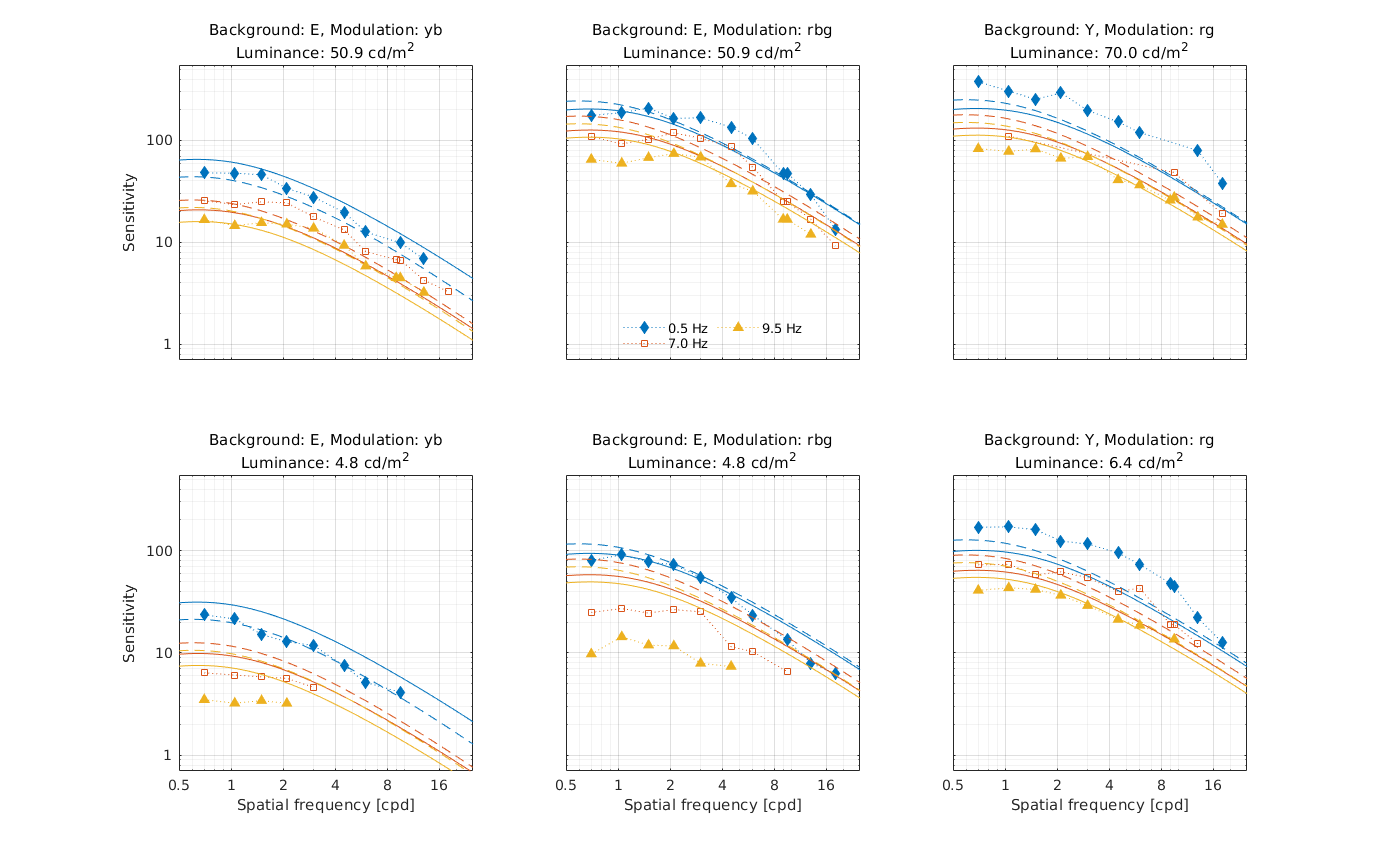 Background: E, Modulation: yb
Luminance: 50.9 cd/m²
Background: E, Modulation: rbg
Luminance: 50.9 cd/m²
Background: Y, Modulation: rg
Luminance: 70.0 cd/m²
Sensitivity
100
10
1
0.5 Hz
9.5 Hz
7.0 Hz
Background: E, Modulation: yb
Luminance: 4.8 cd/m²
Background: E, Modulation: rbg
Luminance: 4.8 cd/m²
Background: Y, Modulation: rg
Luminance: 6.4 cd/m²
Sensitivity
100
10
1
0.5 1 2 4 8 16
Spatial frequency [cpd]
0.5 1 2 4 8 16
Spatial frequency [cpd]
0.5 1 2 4 8 16
Spatial frequency [cpd]